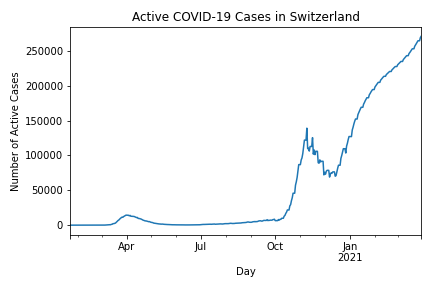 Active COVID-19 Cases in Switzerland
Number of Active Cases
250000
200000
150000
100000
50000
0
Apr
Jul
Oct
Jan
2021
Day